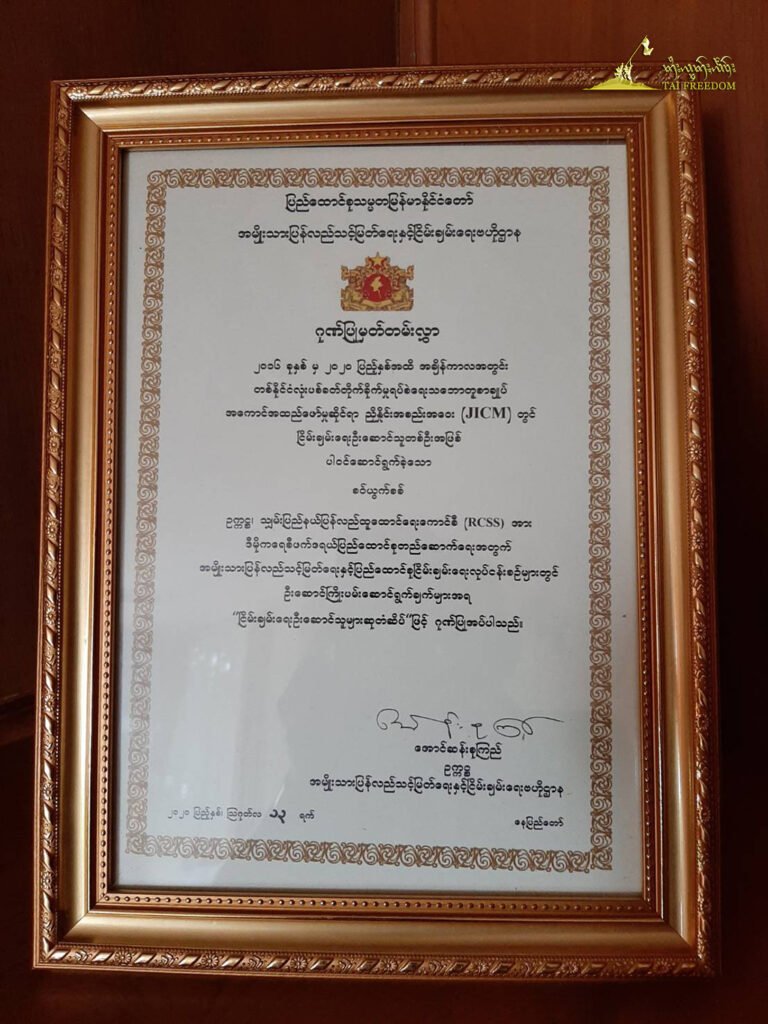 TAI FREEDOM
ပြည်ထောင်စုသမ္မတမြန်မာနိုင်ငံတော်
အမျိုးသားပြန်လည်သင့်မြတ်ရေးနှင့်ငြိမ်းချမ်းရေးဗဟိုဌာန
ဂုဏ်ပြုမှတ်တမ်းလွှာ
၂၀၁၆ ခုနှစ် မှ ၂၀၂၀ ပြည့်နှစ်အထိ အချိန်ကာလအတွင်း
တစ်နိုင်ငံလုံးပစ်ခတ်တိုက်ခိုက်မှုရပ်စဲရေးသဘောတူစာချုပ်
အကောင်အထည်ဖော်မှုဆိုင်ရာ ညှိနှိုင်းအစည်းအဝေး (JICM) တွင်
ငြိမ်းချမ်းရေးဦးဆောင်သူတစ်ဦးအဖြစ်
ပါဝင်ဆောင်ရွက်ခဲ့သော
စဝ်ယွက်စစ်
ဥက္ကဋ္ဌ၊ သျှမ်းပြည်နယ်ပြန်လည်ထူထောင်ရေးကောင်စီ (RCSS) အား
ဒီမိုကရေစီဖက်ဒရယ်ပြည်ထောင်စုတည်ဆောက်ရေးအတွက်
အမျိုးသားပြန်လည်သင့်မြတ်ရေးနှင့်ပြည်ထောင်စုငြိမ်းချမ်းရေးလုပ်ငန်းစဉ်များတွင်
ဦးဆောင်ကြိုးပမ်းဆောင်ရွက်ချက်များအရ
“ငြိမ်းချမ်းရေးဦးဆောင်သူများဆုတံဆိပ်“ဖြင့် ဂုဏ်ပြုအပ်ပါသည်။
အောင်ဆန်းစုကြည်
ဥက္ကဋ္ဌ
အမျိုးသားပြန်လည်သင့်မြတ်ရေးနှင့်ငြိမ်းချမ်းရေးဗဟိုဌာန
၂၀၂၀ ပြည့်နှစ်၊ ဩဂုတ်လ ၁၃ ရက်
နေပြည်တော်